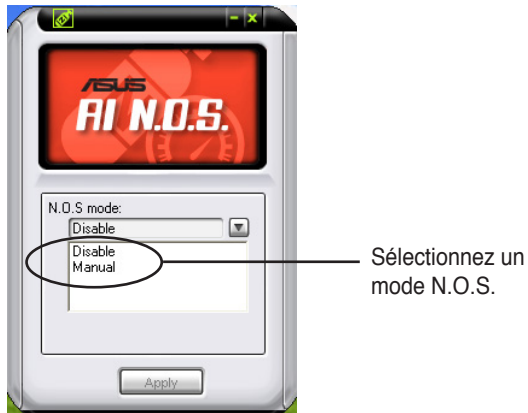 ASUS
AI N.O.S.
N.O.S mode:
Disable
Disable
Manual
Sélectionnez un
mode N.O.S.
Apply